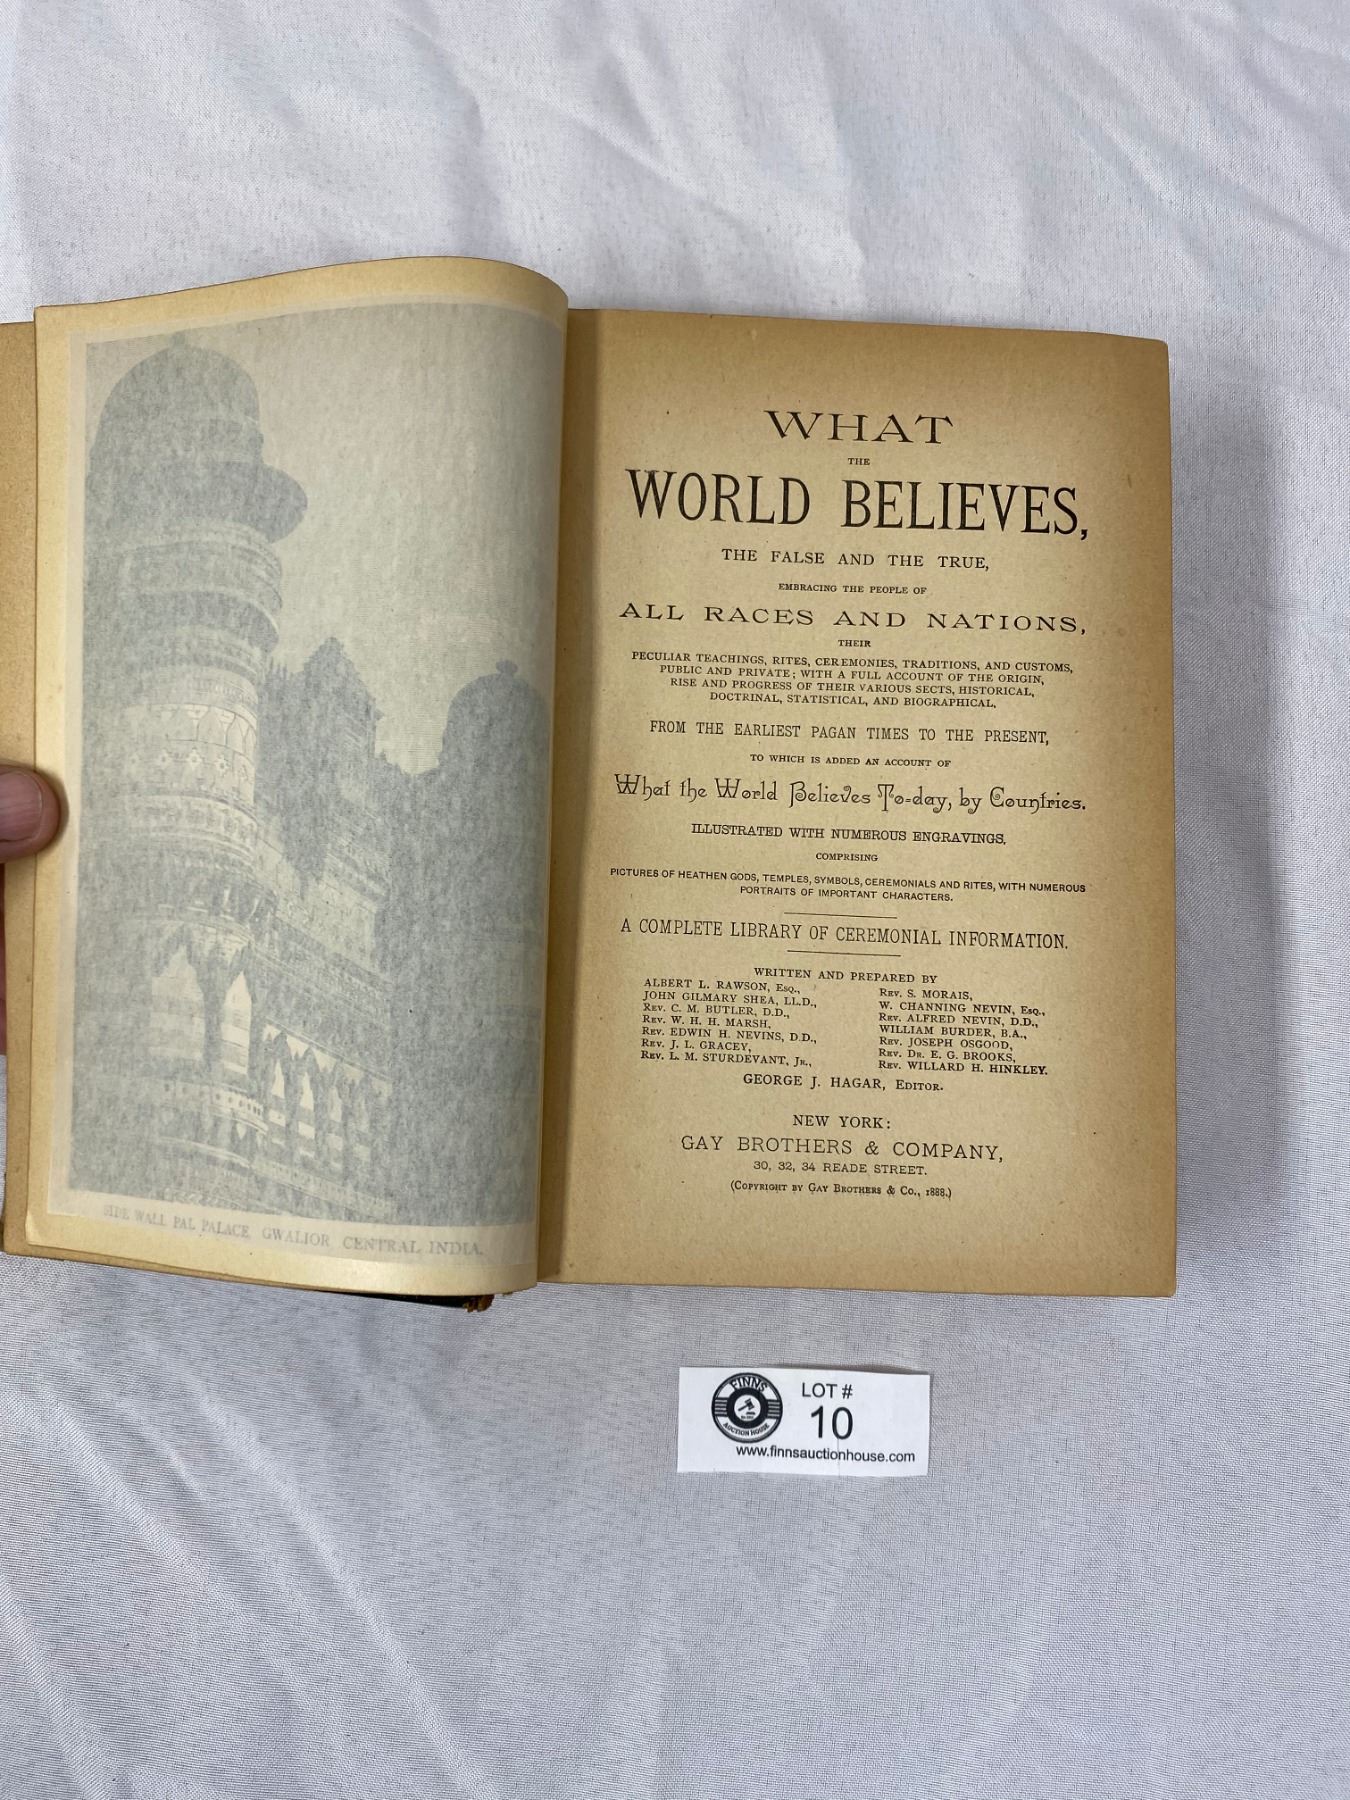 SIDE WALL PAL PALACE, GWALIOR CENTRAL INDIA.
WHAT
THE
WORLD BELIEVES,
THE FALSE AND THE TRUE,
EMBRACING THE PEOPLE OF
ALL RACES AND NATIONS,
THEIR
PECULIAR TEACHINGS, RITES, CEREMONIES, TRADITIONS, AND CUSTOMS,
PUBLIC AND PRIVATE; WITH A FULL ACCOUNT OF THE ORIGIN,
RISE AND PROGRESS OF THEIR VARIOUS SECTS, HISTORICAL,
DOCTRINAL, STATISTICAL, AND BIOGRAPHICAL,
FROM THE EARLIEST PAGAN TIMES TO THE PRESENT,
TO WHICH IS ADDED AN ACCOUNT OF
What the World Believes To-day, by Countries.
ILLUSTRATED WITH NUMEROUS ENGRAVINGS,
COMPRISING
PICTURES OF HEATHEN GODS, TEMPLES, SYMBOLS, CEREMONIALS AND RITES, WITH NUMEROUS
PORTRAITS OF IMPORTANT CHARACTERS.
A COMPLETE LIBRARY OF CEREMONIAL INFORMATION.
WRITTEN AND PREPARED BY
ALBERT L. RAWSON, Esq.,
JOHN GILMARY SHEA, LL.D.,
Rev. C. M. BUTLER, D.D.,
Rev. W. H. H. MARSH,
Rev. EDWIN H. NEVINS, D.D.,
Rev. J. L. GRACEY,
Rev. L. M. STURDEVANT, Jr.,
Rev. S. MORAIS,
W. CHANNING NEVIN, Esq.,
Rev. ALFRED NEVIN, D.D.,
WILLIAM BURDER, B.A.,
Rev. JOSEPH OSGOOD,
Rev. Dr. E. G. BROOKS,
Rev. WILLARD H. HINKLEY.
GEORGE J. HAGAR, Editor.
NEW YORK:
GAY BROTHERS & COMPANY,
30, 32, 34 READE STREET.
(Copyright by Gay Brothers & Co., 1888.)
FINNS
AUCTION HOUSE
LOT #
10
www.finnsauctionhouse.com